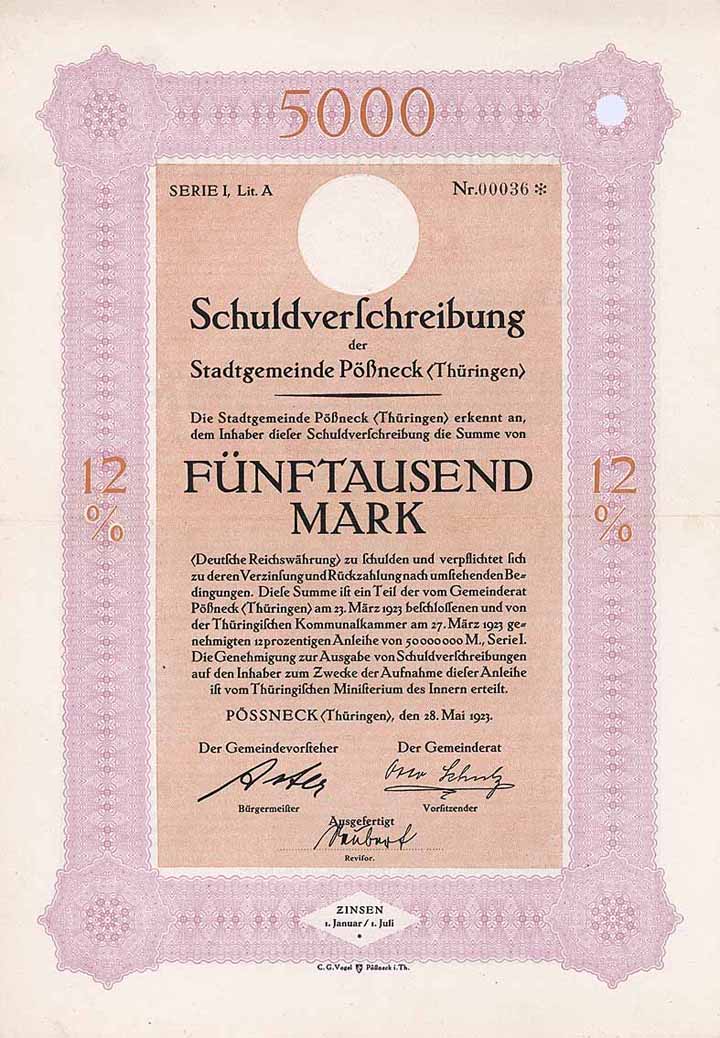 5000
SERIE I, Lit. A Nr.00036 *
Schuldverſchreibung
der
Stadtgemeinde Pößneck ⟨Thüringen⟩
Die Stadtgemeinde Pößneck ⟨Thüringen⟩ erkennt an,
dem Inhaber dieſer Schuldverſchreibung die Summe von
FÜNFTAUSEND
MARK
12 % 12 %
⟨Deutſche Reichswährung⟩ zu ſchulden und verpflichtet ſich
zu deren Verzinſung und Rückzahlung nach umſtehenden Be-
dingungen. Dieſe Summe iſt ein Teil der vom Gemeinderat
Pößneck ⟨Thüringen⟩ am 23. März 1923 beſchloſſenen und von
der Thüringiſchen Kommunalkammer am 27. März 1923 ge-
nehmigten 12prozentigen Anleihe von 50000000 M., Serie I.
Die Genehmigung zur Ausgabe von Schuldverſchreibungen
auf den Inhaber zum Zwecke der Aufnahme dieſer Anleihe
iſt vom Thüringiſchen Miniſterium des Innern erteilt.
PÖSSNECK ⟨Thüringen⟩, den 28. Mai 1923.
Der Gemeindevorſteher Der Gemeinderat
Otto Schulz
Bürgermeiſter Vorſitzender
Ausgefertigt
Reviſor.
ZINSEN
1. Januar / 1. Juli
C. G. Vogel Pößneck i. Th.